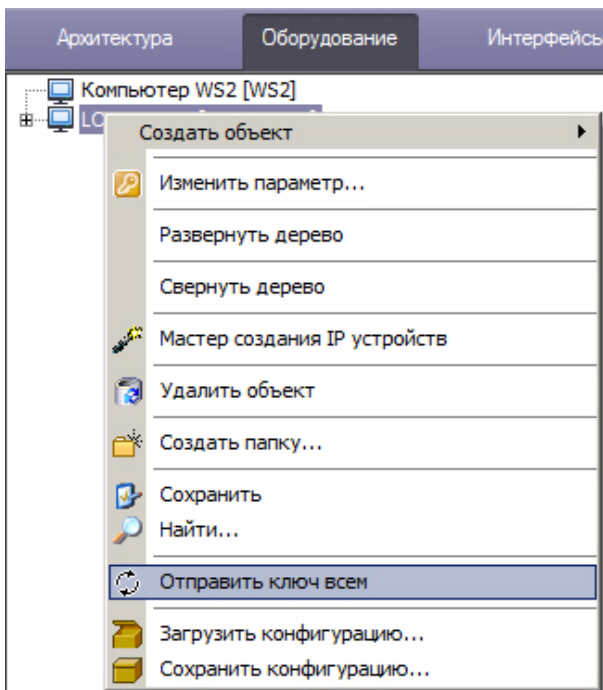 Архитектура Оборудование Интерфейсы
Компьютер WS2 [WS2]
LO
Создать объект
Изменить параметр...
Развернуть дерево
Свернуть дерево
Мастер создания IP устройств
Удалить объект
Создать папку...
Сохранить
Найти...
Отправить ключ всем
Загрузить конфигурацию...
Сохранить конфигурацию...